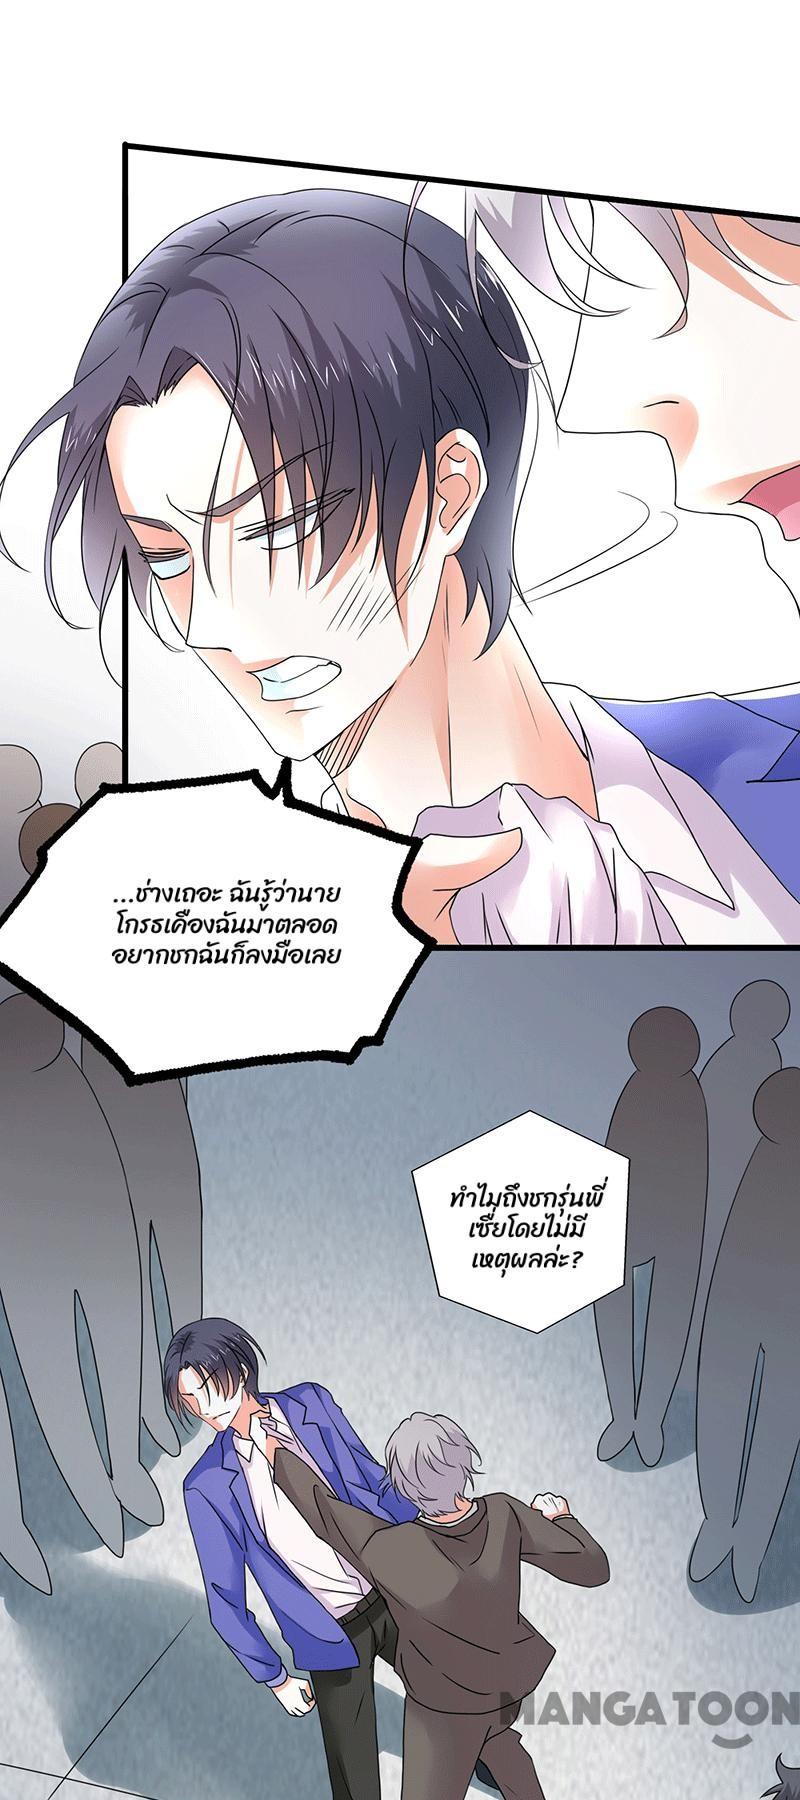 ...ช่างเถอะ ฉันรู้ว่านาย
โกรธเคืองฉันมาตลอด
อยากชกฉันก็ลงมือเลย
ทำไมถึงชกรุ่นพี่
เซี่ยโดยไม่มี
เหตุผลล่ะ?
MANGATOON